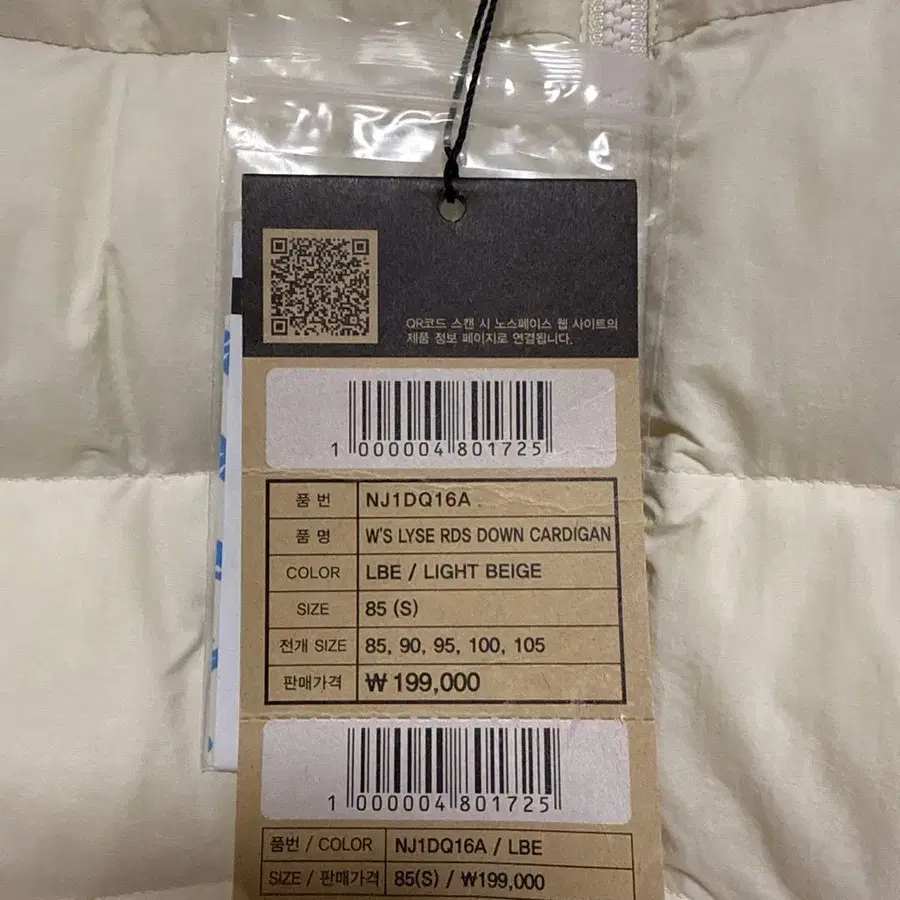 QR코드 스캔 시 노스페이스 웹 사이트의
제품 정보 페이지로 연결됩니다.
1 000004 801725
품 번 NJ1DQ16A
품 명 W'S LYSE RDS DOWN CARDIGAN
COLOR LBE / LIGHT BEIGE
SIZE 85 (S)
전개 SIZE 85, 90, 95, 100, 105
판매가격 ₩ 199,000
1 000004 801725
품번 / COLOR NJ1DQ16A / LBE
SIZE / 판매가격 85(S) / ₩199,000